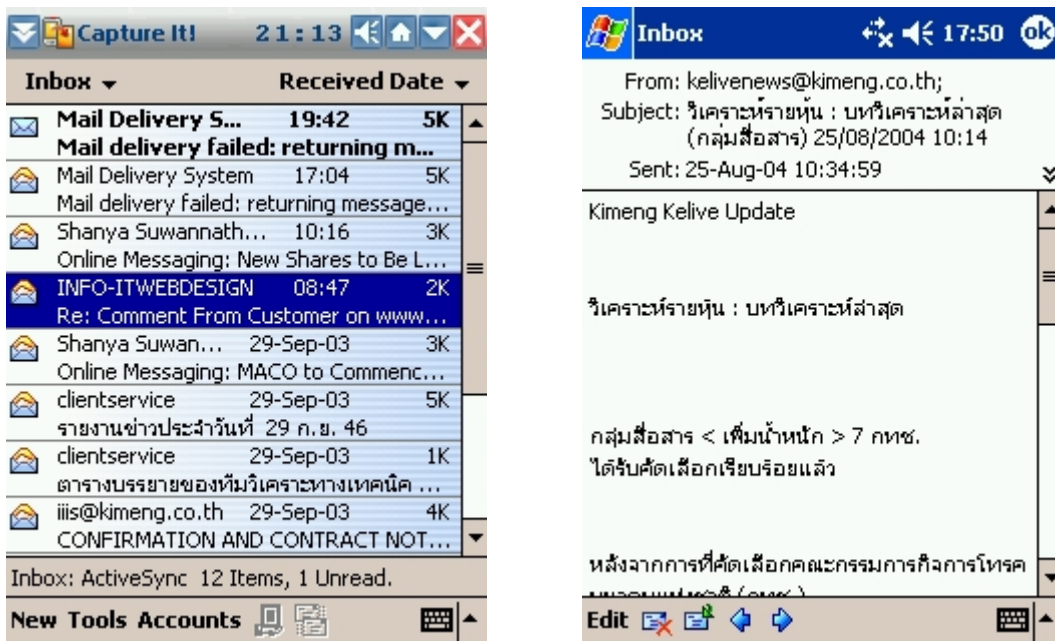 Capture It! 21:13
Inbox Received Date
Mail Delivery S... 19:42 5K
Mail delivery failed: returning m...
Mail Delivery System 17:04 5K
Mail delivery failed: returning message...
Shanya Suwannath... 10:16 3K
Online Messaging: New Shares to Be L...
INFO-ITWEBDESIGN 08:47 2K
Re: Comment From Customer on www...
Shanya Suwan... 29-Sep-03 3K
Online Messaging: MACO to Commenc...
clientservice 29-Sep-03 5K
รายงานข่าวประจำวันที่ 29 ก.ย. 46
clientservice 29-Sep-03 1K
ตารางบรรยายของทีมวิเคราะทางเทคนิค ...
iiis@kimeng.co.th 29-Sep-03 4K
CONFIRMATION AND CONTRACT NOT...
Inbox: ActiveSync 12 Items, 1 Unread.
New Tools Accounts
Inbox 17:50 ok
From: kelivenews@kimeng.co.th;
Subject: วิเคราะห์รายหุ้น : บทวิเคราะห์ล่าสุด
(กลุ่มสื่อสาร) 25/08/2004 10:14
Sent: 25-Aug-04 10:34:59
Kimeng Kelive Update
วิเคราะห์รายหุ้น : บทวิเคราะห์ล่าสุด
กลุ่มสื่อสาร < เพิ่มน้ำหนัก > 7 กทช.
ได้รับคัดเลือกเรียบร้อยแล้ว
หลังจากการที่คัดเลือกคณะกรรมการกิจการโทรค
Edit